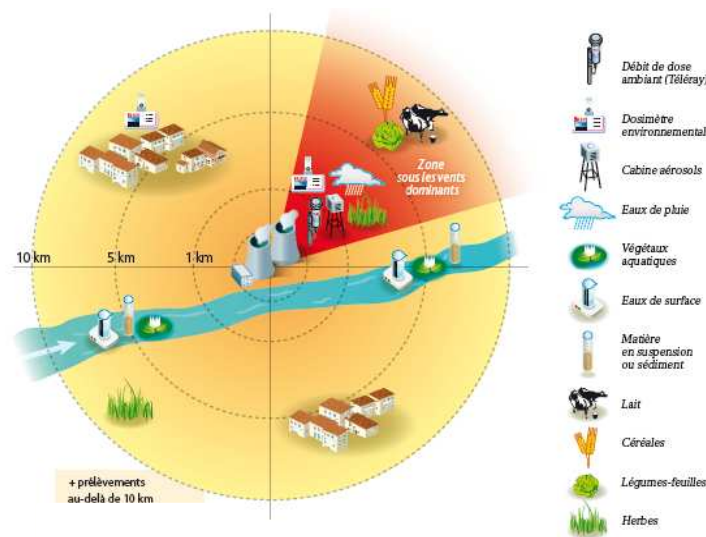 Zone
sous les vents
dominants
10 km
5 km
1 km
+ prélèvements
au-delà de 10 km
Débit de dose
ambiant (Téléray)
Dosimètre
environnemental
Cabine aérosols
Eaux de pluie
Végétaux
aquatiques
Eaux de surface
Matière
en suspension
ou sédiment
Lait
Céréales
Légumes-feuilles
Herbes